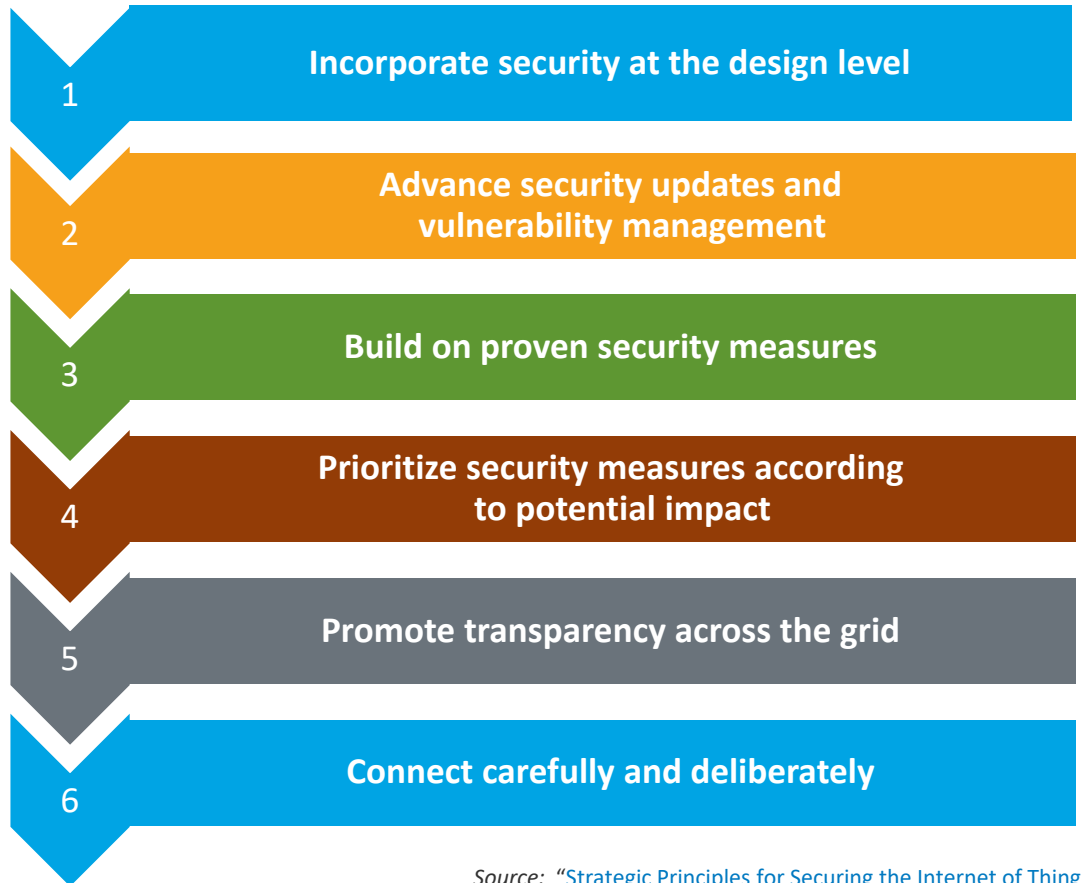 1
Incorporate security at the design level
2
Advance security updates and
vulnerability management
3
Build on proven security measures
4
Prioritize security measures according
to potential impact
5
Promote transparency across the grid
6
Connect carefully and deliberately
Source: “Strategic Principles for Securing the Internet of Thing